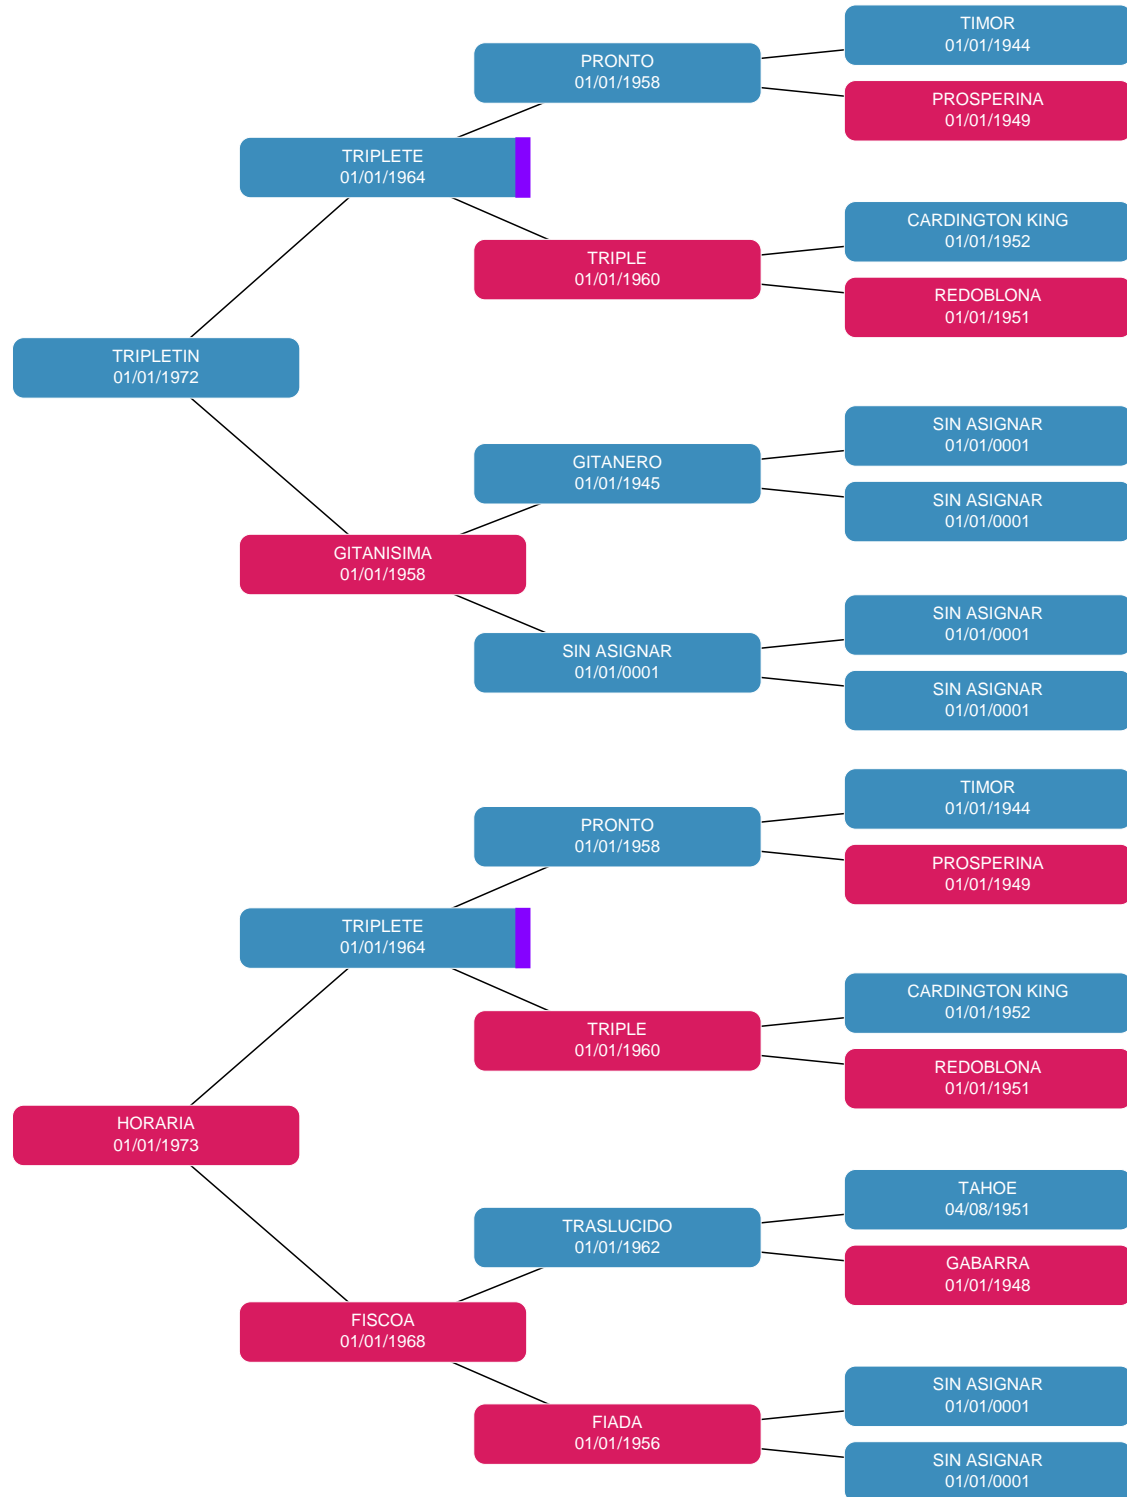 TIMOR
01/01/1944
PRONTO
01/01/1958
PROSPERINA
01/01/1949
TRIPLETE
01/01/1964
CARDINGTON KING
01/01/1952
TRIPLE
01/01/1960
REDOBLONA
01/01/1951
TRIPLETIN
01/01/1972
SIN ASIGNAR
01/01/0001
GITANERO
01/01/1945
SIN ASIGNAR
01/01/0001
GITANISIMA
01/01/1958
SIN ASIGNAR
01/01/0001
SIN ASIGNAR
01/01/0001
SIN ASIGNAR
01/01/0001
TIMOR
01/01/1944
PRONTO
01/01/1958
PROSPERINA
01/01/1949
TRIPLETE
01/01/1964
CARDINGTON KING
01/01/1952
TRIPLE
01/01/1960
REDOBLONA
01/01/1951
HORARIA
01/01/1973
TAHOE
04/08/1951
TRASLUCIDO
01/01/1962
GABARRA
01/01/1948
FISCOA
01/01/1968
SIN ASIGNAR
01/01/0001
FIADA
01/01/1956
SIN ASIGNAR
01/01/0001